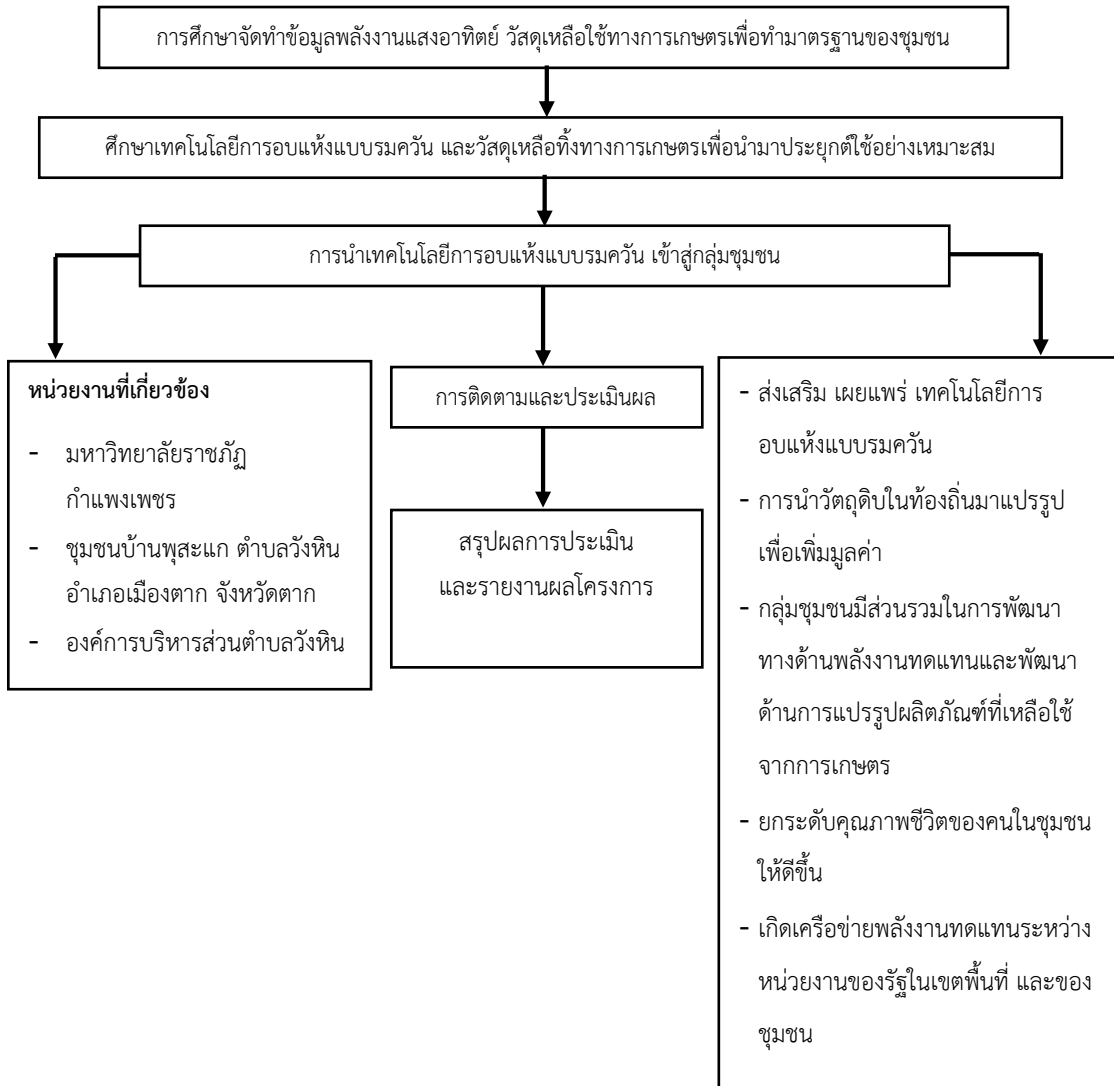 การศึกษาจัดทำข้อมูลพลังงานแสงอาทิตย์ วัสดุเหลือใช้ทางการเกษตรเพื่อทำมาตรฐานของชุมชน
ศึกษาเทคโนโลยีการอบแห้งแบบรมควัน และวัสดุเหลือทิ้งทางการเกษตรเพื่อนำมาประยุกต์ใช้อย่างเหมาะสม
การนำเทคโนโลยีการอบแห้งแบบรมควัน เข้าสู่กลุ่มชุมชน
หน่วยงานที่เกี่ยวข้อง
- มหาวิทยาลัยราชภัฏ
กำแพงเพชร
- ชุมชนบ้านพุสะแก ตำบลวังหิน
อำเภอเมืองตาก จังหวัดตาก
- องค์การบริหารส่วนตำบลวังหิน
การติดตามและประเมินผล
สรุปผลการประเมิน
และรายงานผลโครงการ
- ส่งเสริม เผยแพร่ เทคโนโลยีการ
อบแห้งแบบรมควัน
- การนำวัตถุดิบในท้องถิ่นมาแปรรูป
เพื่อเพิ่มมูลค่า
- กลุ่มชุมชนมีส่วนรวมในการพัฒนา
ทางด้านพลังงานทดแทนและพัฒนา
ด้านการแปรรูปผลิตภัณฑ์ที่เหลือใช้
จากการเกษตร
- ยกระดับคุณภาพชีวิตของคนในชุมชน
ให้ดีขึ้น
- เกิดเครือข่ายพลังงานทดแทนระหว่าง
หน่วยงานของรัฐในเขตพื้นที่ และของ
ชุมชน